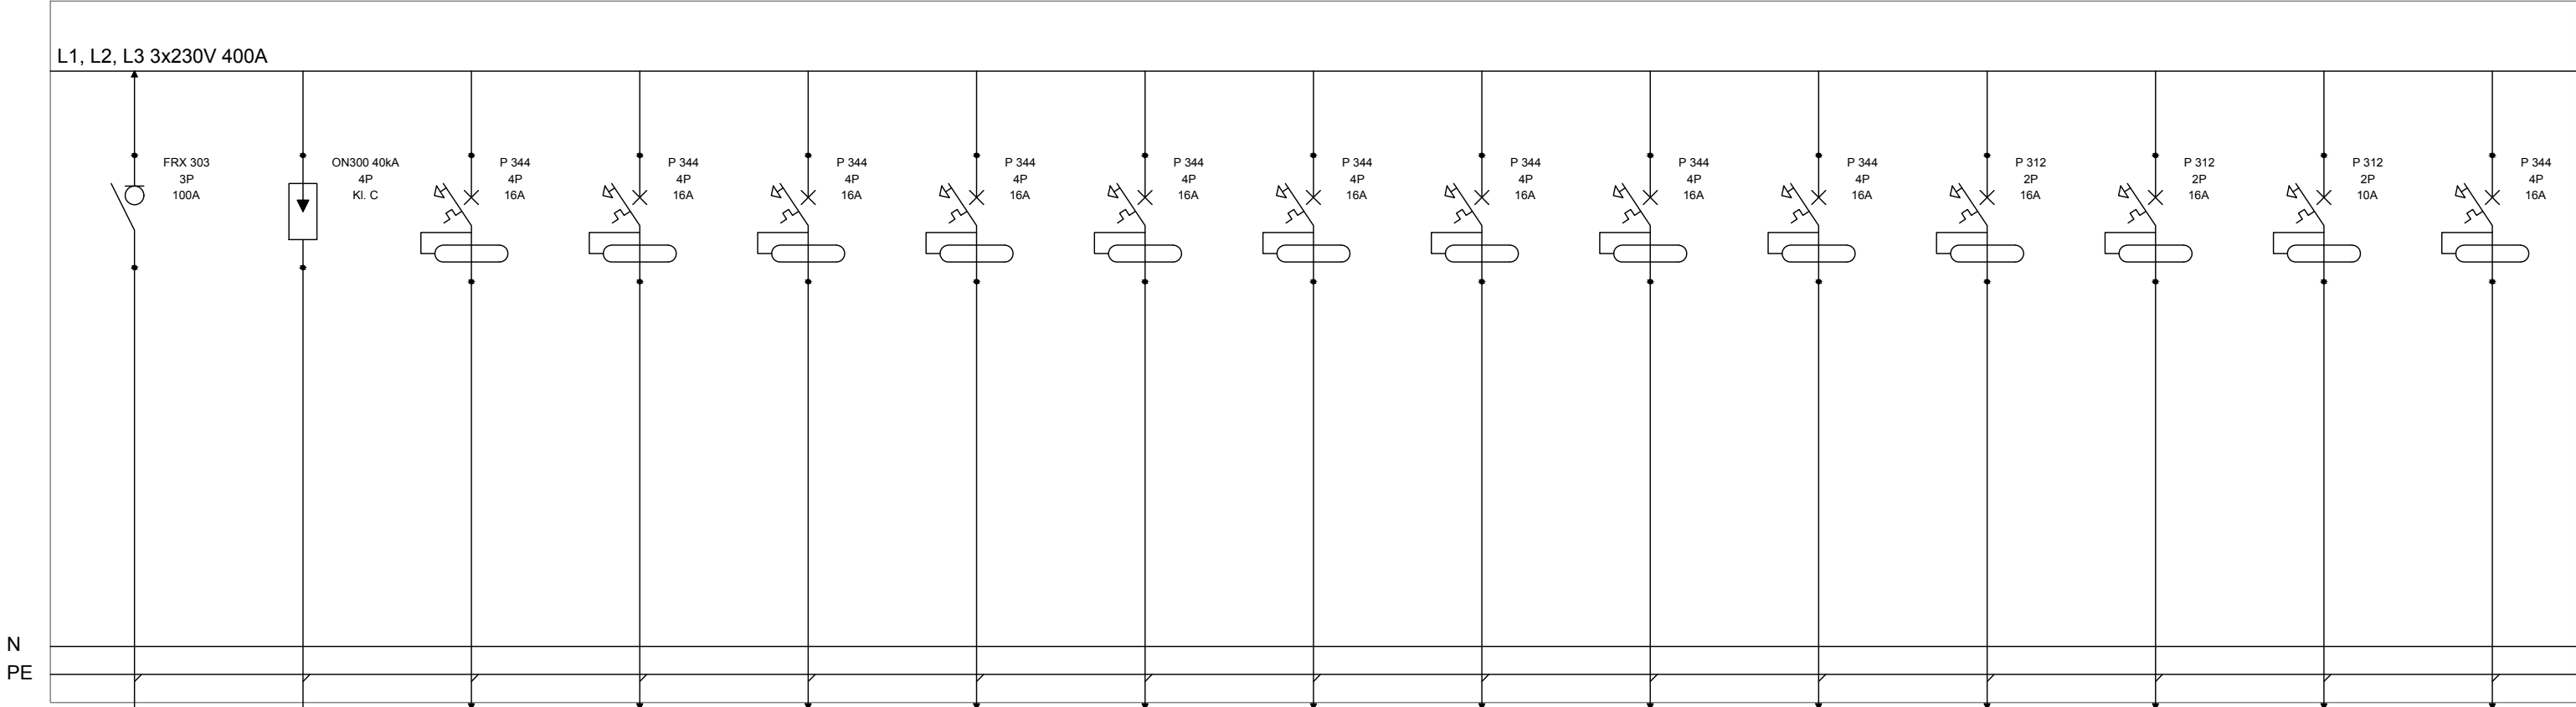 L1, L2, L3 3x230V 400A
FRX 303
3P
100A
ON300 40kA
4P
Kl. C
P 344
4P
16A
P 344
4P
16A
P 344
4P
16A
P 344
4P
16A
P 344
4P
16A
P 344
4P
16A
P 344
4P
16A
P 344
4P
16A
P 344
4P
16A
P 312
2P
16A
P 312
2P
16A
P 312
2P
10A
P 344
4P
16A
N
PE